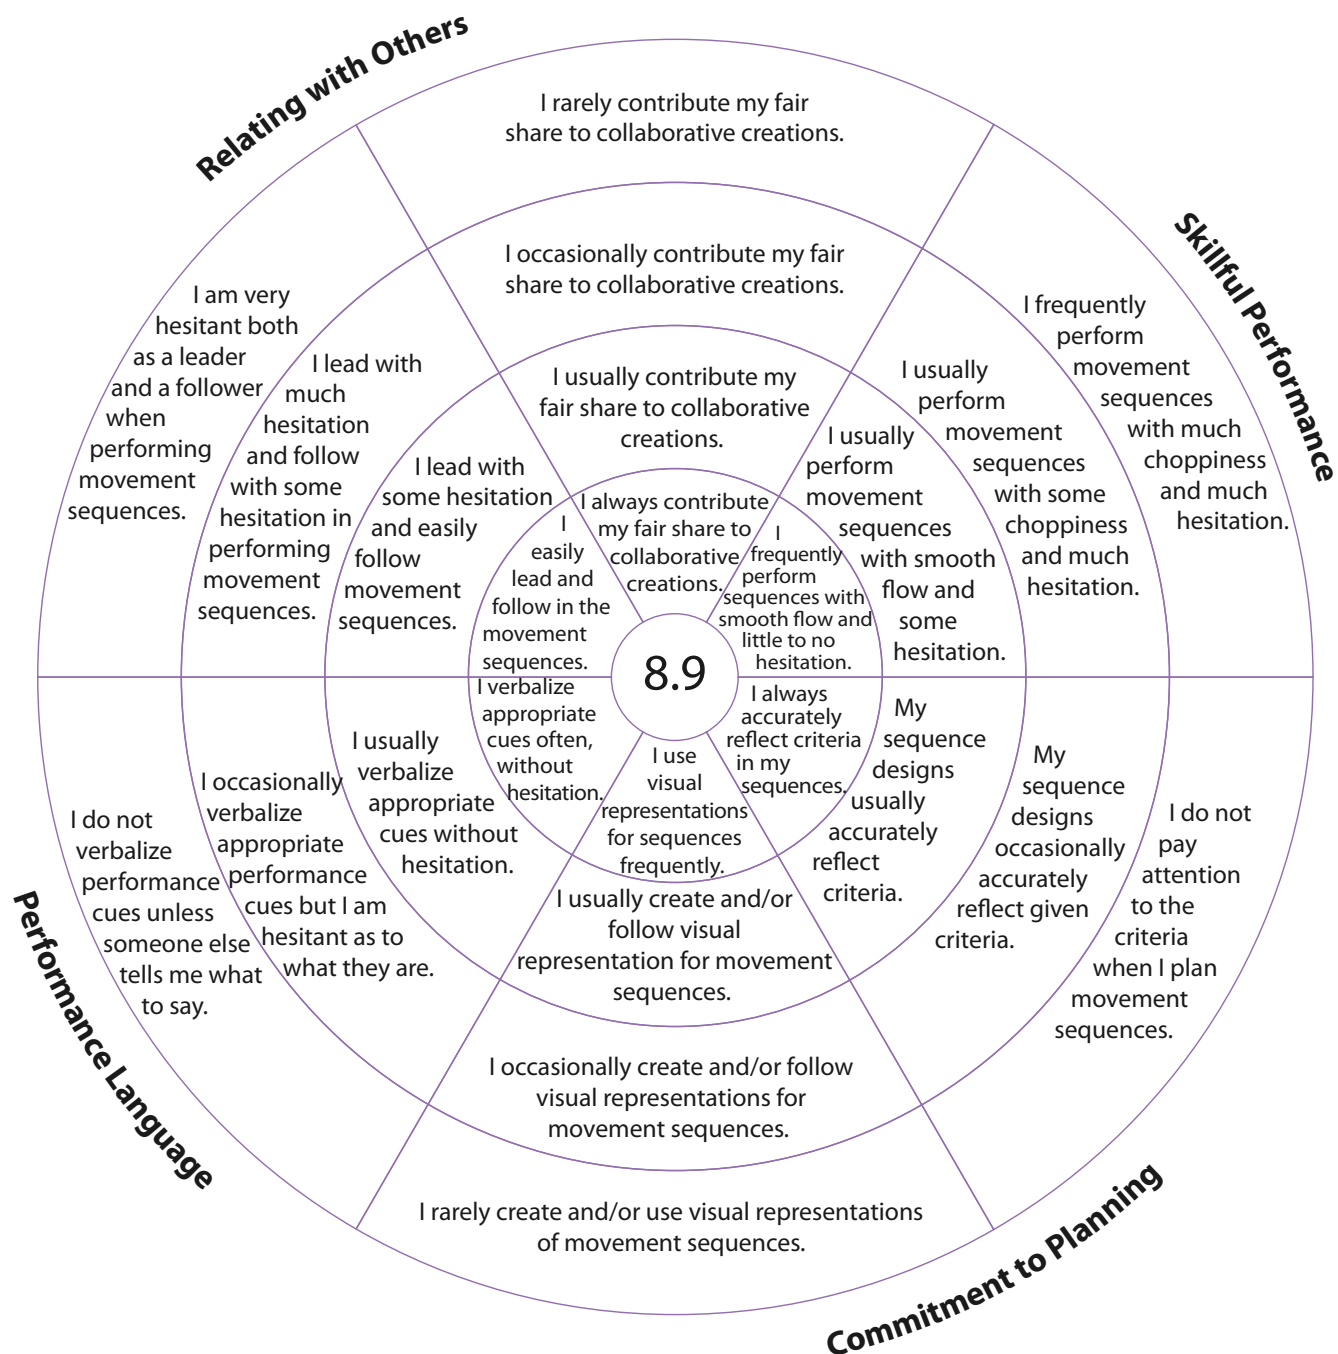 Relating with Others
I rarely contribute my fair
share to collaborative creations.
I occasionally contribute my fair
share to collaborative creations.
I usually contribute my
fair share to collaborative
creations.
I always contribute
my fair share to
collaborative
creations.
Skillful Performance
I frequently
perform
movement
sequences
with much
choppiness
and much
hesitation.
I usually
perform
movement
sequences
with some
choppiness
and much
hesitation.
I usually
perform
movement
sequences
with smooth
flow and
some
hesitation.
I
frequently
perform
sequences with
smooth flow and
little to no
hesitation.
I am very
hesitant both
as a leader
and a follower
when
performing
movement
sequences.
I lead with
much
hesitation
and follow
with some
hesitation in
performing
movement
sequences.
I lead with
some hesitation
and easily
follow
movement
sequences.
I
easily
lead and
follow in the
movement
sequences.
8.9
I verbalize
appropriate
cues often,
without
hesitation.
I usually
verbalize
appropriate
cues without
hesitation.
I occasionally
verbalize
appropriate
performance
cues but I am
hesitant as to
what they are.
I do not
verbalize
performance
cues unless
someone else
tells me what
to say.
Performance Language
I use
visual
representations
for sequences
frequently.
I usually create and/or
follow visual
representation for movement
sequences.
I occasionally create and/or follow
visual representations for
movement sequences.
I rarely create and/or use visual representations
of movement sequences.
I always
accurately
reflect criteria
in my
sequences.
My
sequence
designs
usually
accurately
reflect
criteria.
My
sequence
designs
occasionally
accurately
reflect given
criteria.
I do not
pay
attention
to the
criteria
when I plan
movement
sequences.
Commitment to Planning